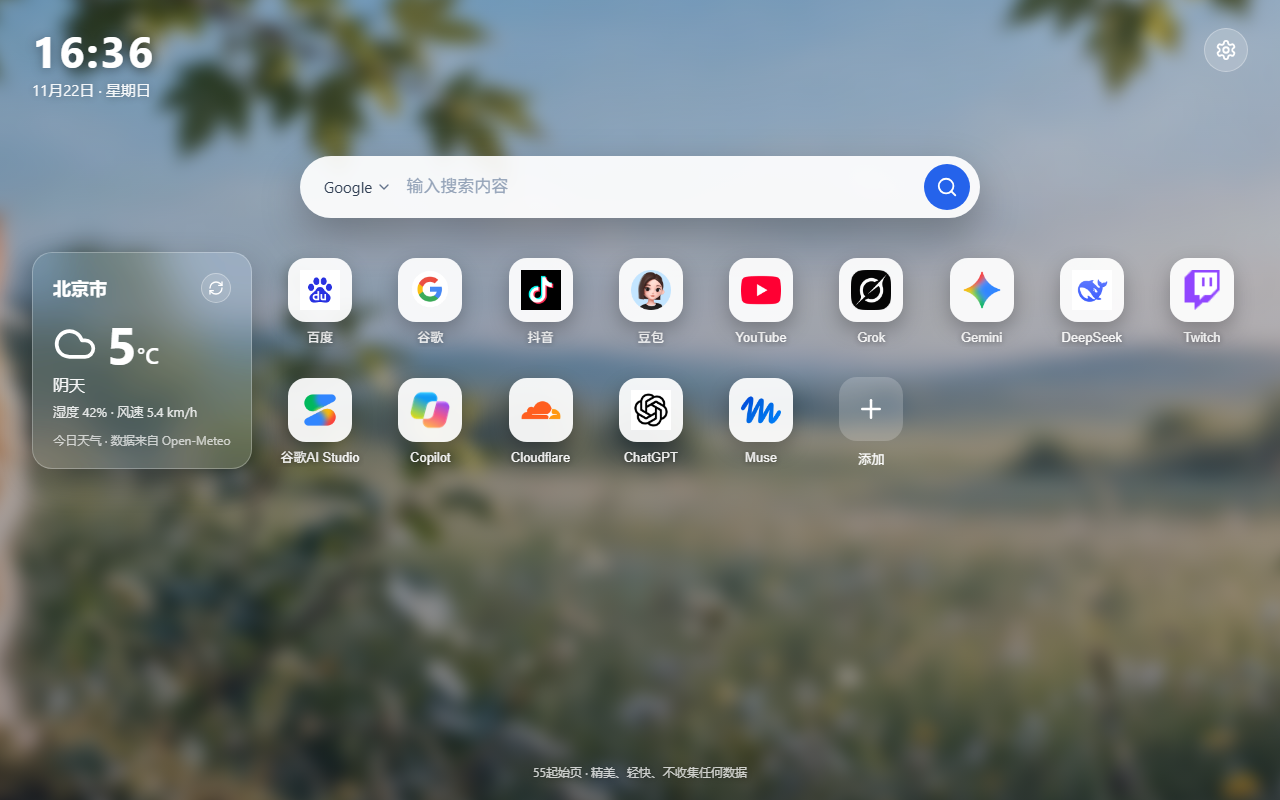 16:36
11月22日 · 星期日
Google 输入搜索内容
北京市
5°C
阴天
湿度 42% · 风速 5.4 km/h
今日天气 · 数据来自 Open-Meteo
du
百度 谷歌 抖音 豆包 YouTube Grok Gemini DeepSeek Twitch
谷歌AI Studio Copilot Cloudflare ChatGPT Muse 添加
55起始页 · 精美、轻快、不收集任何数据